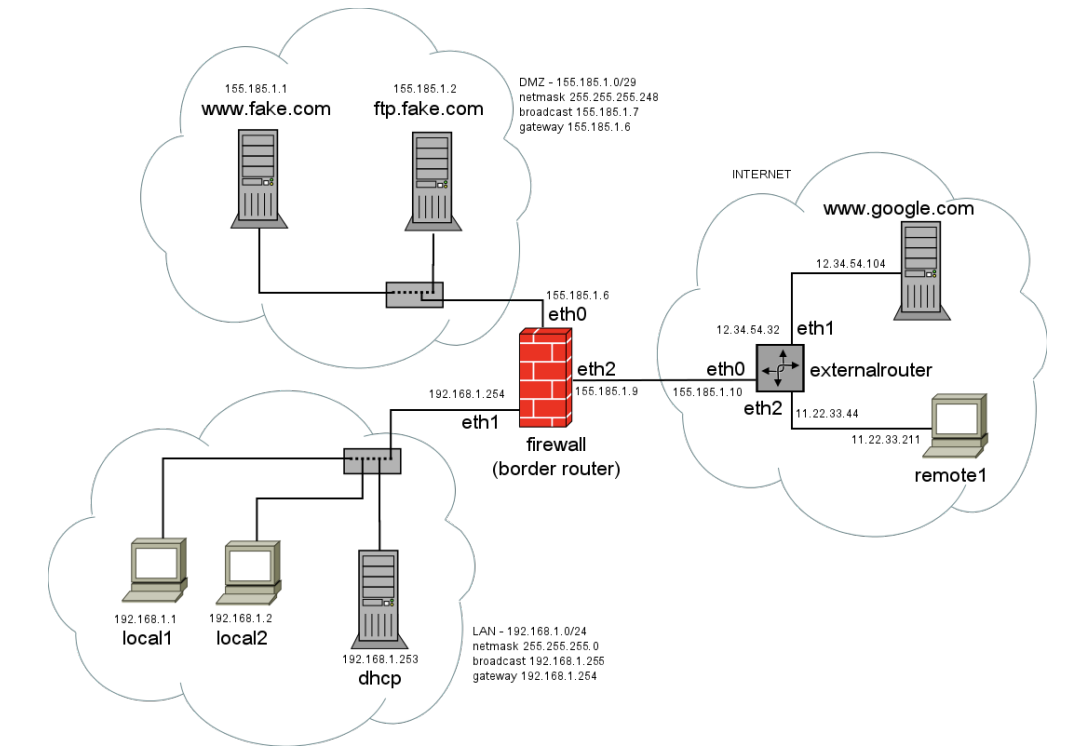 155.185.1.1
www.fake.com
155.185.1.2
ftp.fake.com
DMZ - 155.185.1.0/29
netmask 255.255.255.248
broadcast 155.185.1.7
gateway 155.185.1.6
INTERNET
www.google.com
12.34.54.104
155.185.1.6
eth0
12.34.54.32
eth1
eth2
155.185.1.9
eth0
155.185.1.10
externalrouter
eth2
11.22.33.44
11.22.33.211
remote1
192.168.1.254
eth1
firewall
(border router)
192.168.1.1
local1
192.168.1.2
local2
192.168.1.253
dhcp
LAN - 192.168.1.0/24
netmask 255.255.255.0
broadcast 192.168.1.255
gateway 192.168.1.254